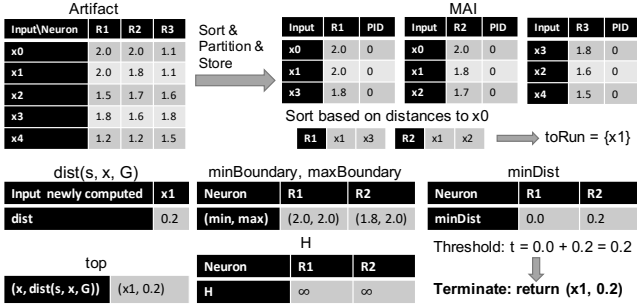 Artifact
Input\Neuron R1 R2 R3
x0 2.0 2.0 1.1
x1 2.0 1.8 1.1
x2 1.5 1.7 1.6
x3 1.8 1.6 1.8
x4 1.2 1.2 1.5
Sort &
Partition &
Store
MAI
Input R1 PID
x0 2.0 0
x1 2.0 0
x3 1.8 0
Input R2 PID
x0 2.0 0
x1 1.8 0
x2 1.7 0
Input R3 PID
x3 1.8 0
x2 1.6 0
x4 1.5 0
Sort based on distances to x0
R1 x1 x3
R2 x1 x2
toRun = {x1}
dist(s, x, G)
Input newly computed x1
dist 0.2
minBoundary, maxBoundary
Neuron R1 R2
(min, max) (2.0, 2.0) (1.8, 2.0)
minDist
Neuron R1 R2
minDist 0.0 0.2
top
(x, dist(s, x, G)) (x1, 0.2)
H
Neuron R1 R2
H ∞ ∞
Threshold: t = 0.0 + 0.2 = 0.2
Terminate: return (x1, 0.2)